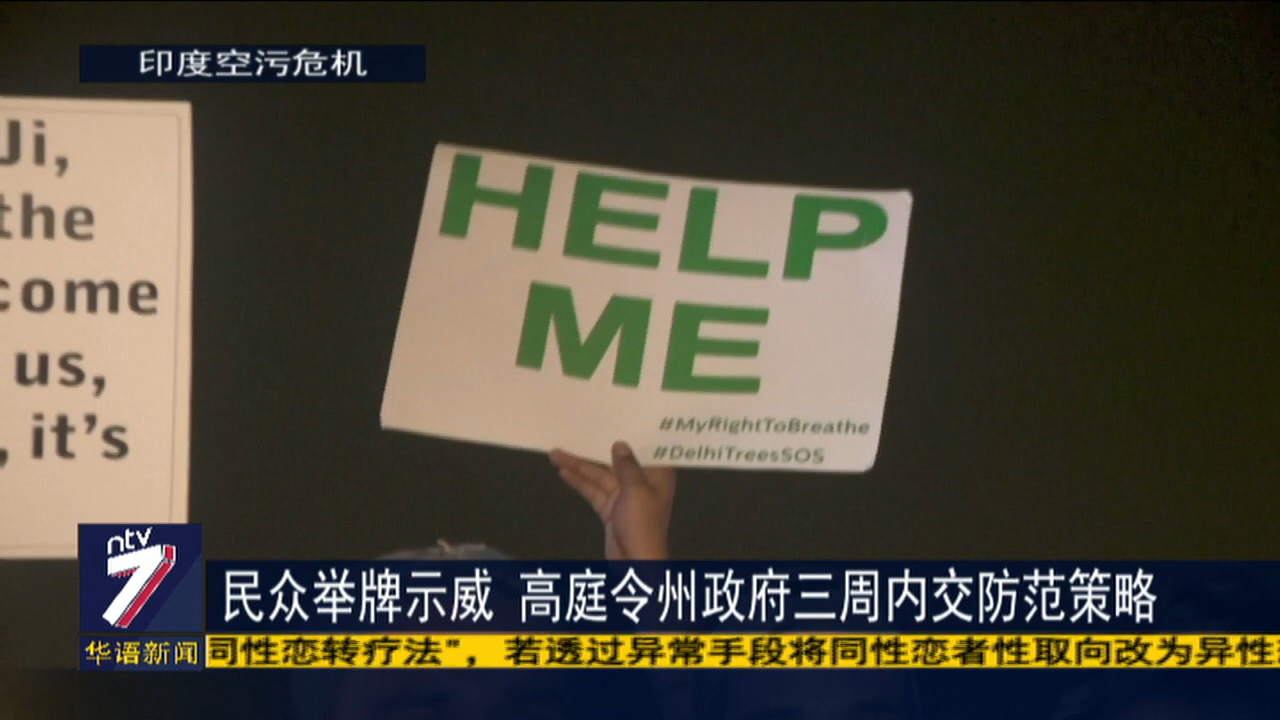 印度空污危机
Ji,
the
come
us,
, it's
HELP
ME
#MyRightToBreathe
#DelhiTreesSOS
ntv
7
民众举牌示威 高庭令州政府三周内交防范策略
华语新闻
同性恋转疗法"，若透过异常手段将同性恋者性取向改为异性